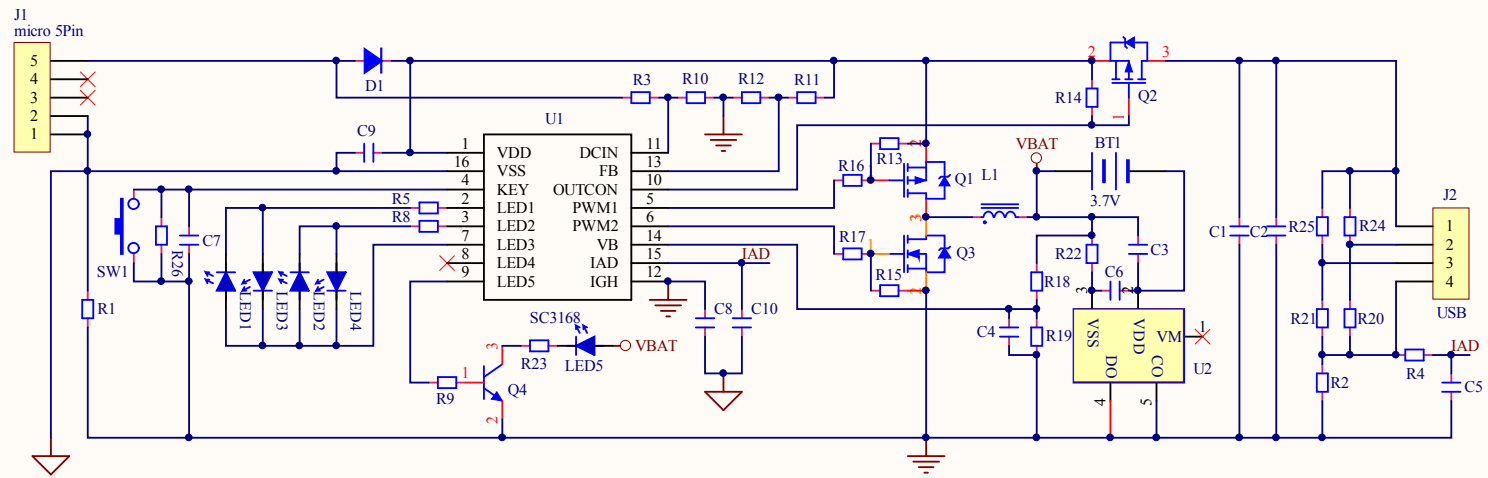 J1
micro 5Pin
5
4
3
2
1
D1
R3
R10
R12
R11
2
3
R14
Q2
1
C9
U1
1
16
4
2
3
7
8
9
VDD
VSS
KEY
LED1
LED2
LED3
LED4
LED5
DCIN
FB
OUTCON
PWM1
PWM2
VB
IAD
IGH
11
13
10
5
6
14
15
12
SC3168
R5
R8
SW1
R26
C7
LED1
LED3
LED2
LED4
R1
IAD
C8
C10
R9
1
3
2
Q4
R23
LED5
VBAT
R13
2
R16
Q1
3
L1
R17
1
Q3
R15
2
VBAT
BT1
3.7V
R22
C3
C6
R18
R19
C4
3
2
VSS
VDD
VM
1
DO
CO
U2
4
5
C1
C2
R25
R24
R21
R20
R2
R4
IAD
C5
J2
1
2
3
4
USB